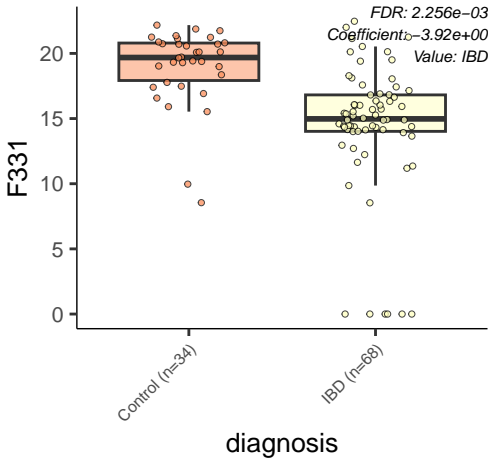 FDR: 2.256e−03
Coefficient: −3.92e+00
Value: IBD
F331
20
15
10
5
0
Control (n=34)
IBD (n=68)
diagnosis